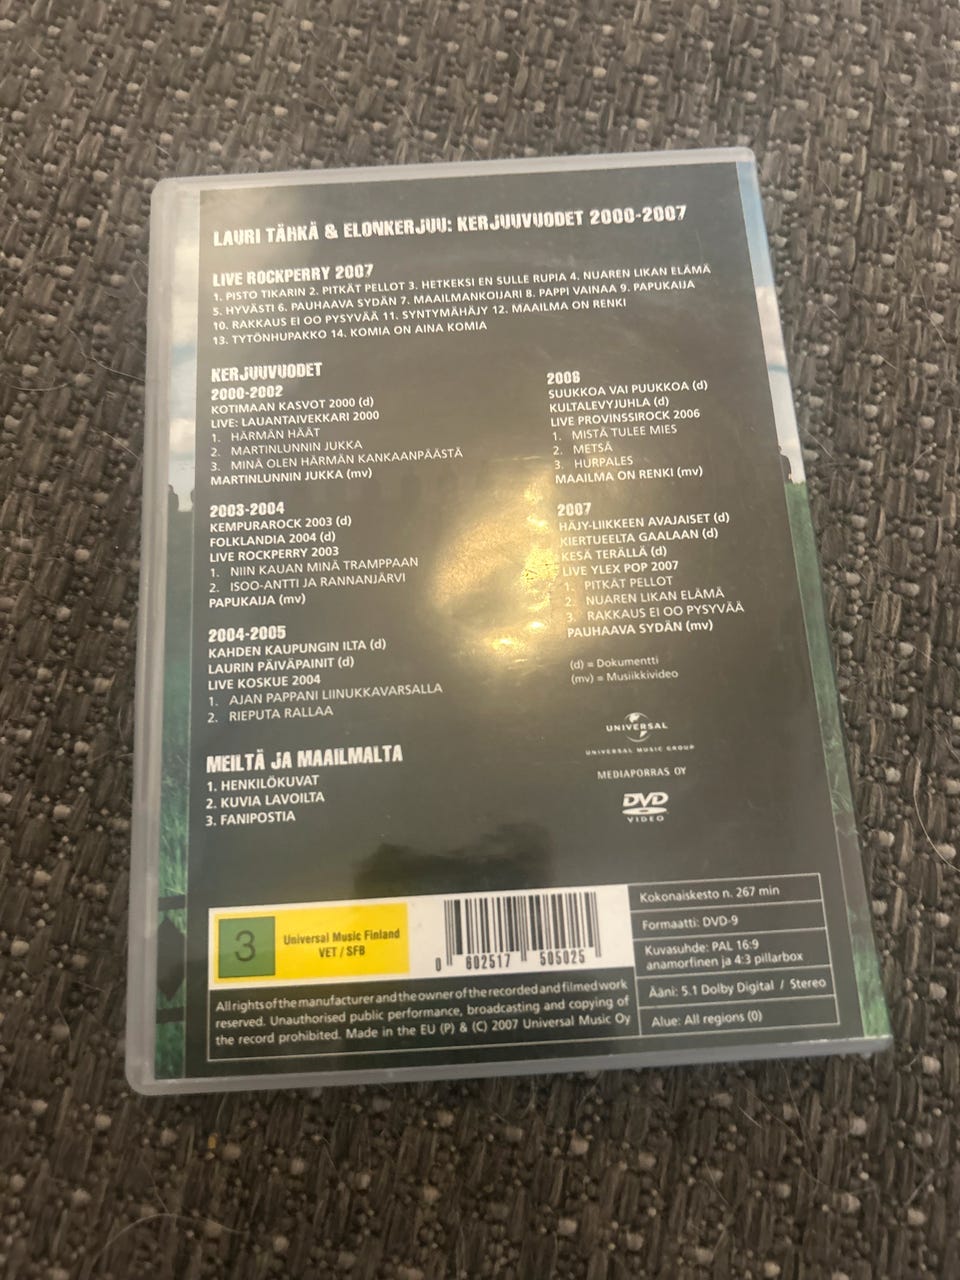 LAURI TÄHKÄ & ELONKERJUU: KERJUUVUODET 2000-2007
LIVE ROCKPERRY 2007
1. PISTO TIKARIN 2. PITKÄT PELLOT 3. HETKEKSI EN SULLE RUPIA 4. NUAREN LIKAN ELÄMÄ
5. HYVÄSTI 6. PAUHAAVA SYDÄN 7. MAAILMANKOIJARI 8. PAPPI VAINAA 9. PAPUKAIJA
10. RAKKAUS EI OO PYSYVÄÄ 11. SYNTYMÄHÄJY 12. MAAILMA ON RENKI
13. TYTÖNHUPAKKO 14. KOMIA ON AINA KOMIA
KERJUUVUODET
2000-2002
KOTIMAAN KASVOT 2000 (d)
LIVE: LAUANTAIVEKKARI 2000
1. HÄRMÄN HÄÄT
2. MARTINLUNNIN JUKKA
3. MINÄ OLEN HÄRMÄN KANKAANPÄÄSTÄ
MARTINLUNNIN JUKKA (mv)
2003-2004
KEMPURAROCK 2003 (d)
FOLKLANDIA 2004 (d)
LIVE ROCKPERRY 2003
1. NIIN KAUAN MINÄ TRAMPPAAN
2. ISOO-ANTTI JA RANNANJÄRVI
PAPUKAIJA (mv)
2004-2005
KAHDEN KAUPUNGIN ILTA (d)
LAURIN PÄIVÄPAINIT (d)
LIVE KOSKUE 2004
1. AJAN PAPPANI LIINUKKAVARSALLA
2. RIEPUTA RALLAA
MEILTÄ JA MAAILMALTA
1. HENKILÖKUVAT
2. KUVIA LAVOILTA
3. FANIPOSTIA
2006
SUUKKOA VAI PUUKKOA (d)
KULTALEVYJUHLA (d)
LIVE PROVINSSIROCK 2006
1. MISTÄ TULEE MIES
2. METSÄ
3. HURPALES
MAAILMA ON RENKI (mv)
2007
HÄJY-LIIKKEEN AVAJAISET (d)
KIERTUEELTA GAALAAN (d)
KESÄ TERÄLLÄ (d)
LIVE YLEX POP 2007
1. PITKÄT PELLOT
2. NUAREN LIKAN ELÄMÄ
3. RAKKAUS EI OO PYSYVÄÄ
PAUHAAVA SYDÄN (mv)
(d) = Dokumentti
(mv) = Musiikkivideo
UNIVERSAL
UNIVERSAL MUSIC GROUP
MEDIAPORRAS OY
DVD
VIDEO
3
Universal Music Finland
VET / SFB
0 602517 505025
All rights of the manufacturer and the owner of the recorded and filmed work
reserved. Unauthorised public performance, broadcasting and copying of
the record prohibited. Made in the EU (P) & (C) 2007 Universal Music Oy
Kokonaiskesto n. 267 min
Formaatti: DVD-9
Kuvasuhde: PAL 16:9
anamorfinen ja 4:3 pillarbox
Ääni: 5.1 Dolby Digital / Stereo
Alue: All regions (0)